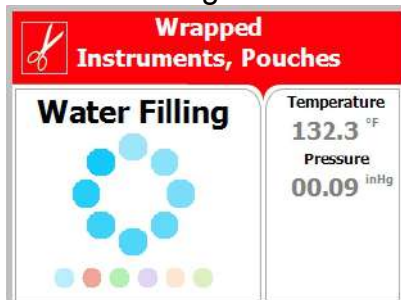 Wrapped
Instruments, Pouches
Water Filling
Temperature
132.3 °F
Pressure
00.09 inHg